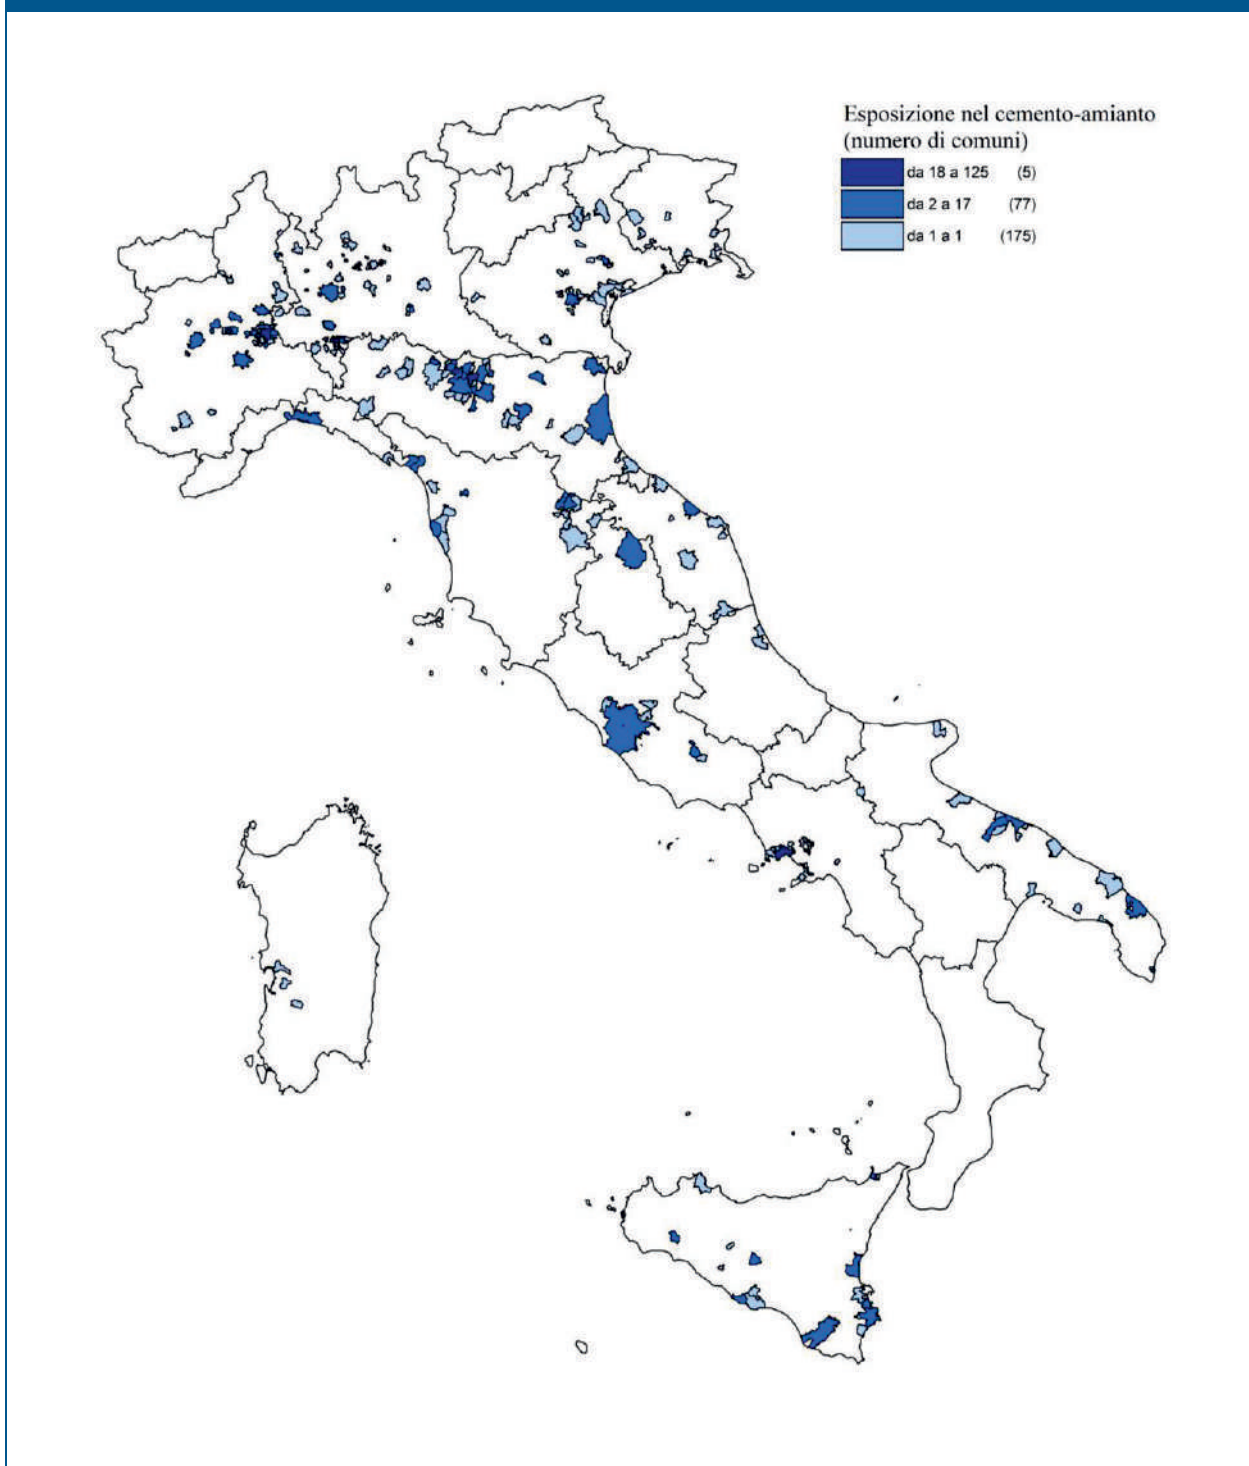 Esposizione nel cemento-amianto
(numero di comuni)
da 18 a 125 (5)
da 2 a 17 (77)
da 1 a 1 (175)